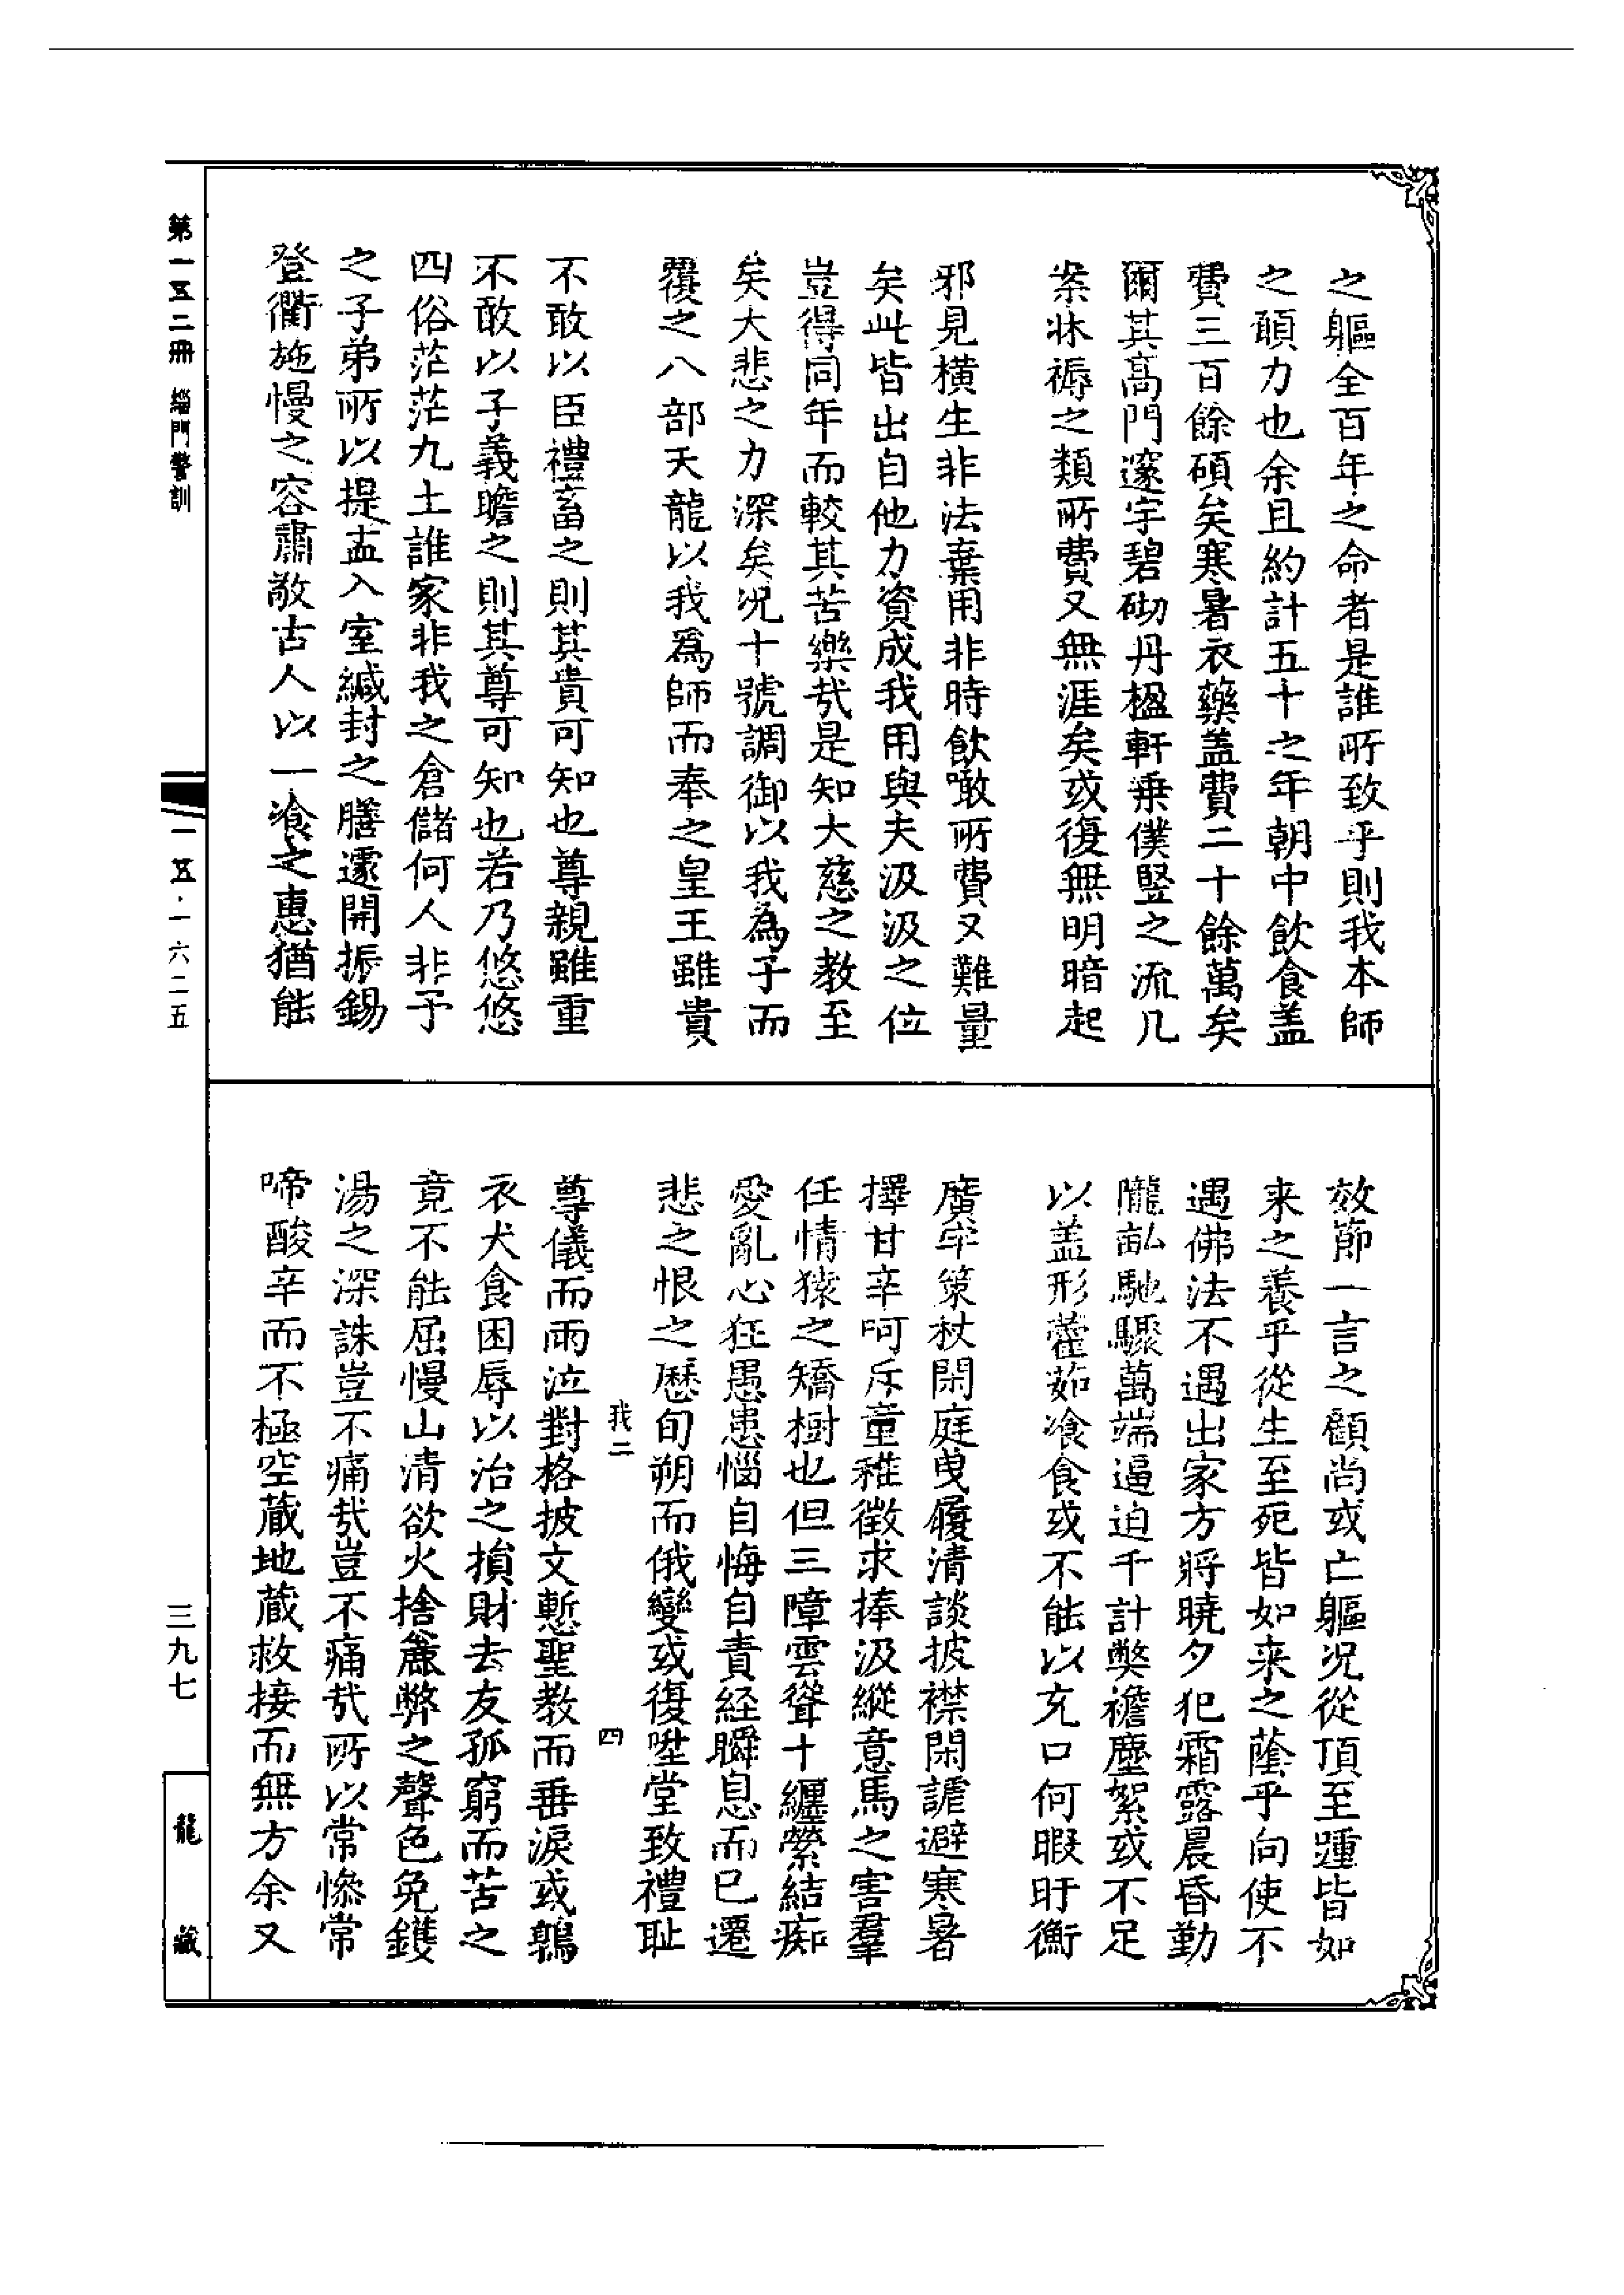 之軀全百年之命者是誰所致乎則我本師
之願力也余且約計五十之年朝中飲食盖
費三百餘碩矣寒暑衣藥盖費二十餘萬矣
爾其高門邃宇碧砌丹楹軒乗僕竪之流几
案牀褥之類所費又無涯矣或復無明暗起
邪見横生非法棄用非時飲噉所費又難量
矣此皆出自他力資成我用與夫汲汲之位
豈得同年而較其苦樂㢤是知大慈之教至
矣大悲之力深矣况十號調御以我為子而
覆之八部天龍以我爲師而奉之皇王雖貴
不敢以臣禮畜之則其貴可知也尊親雖重
不敢以子義瞻之則其尊可知也若乃悠悠
四俗茫茫九土誰家非我之倉儲何人非予
之子弟所以提盂入室緘封之膳遽開振錫
登衢施慢之容肅敬古人以一飡之惠猶能
效節一言之顧尚或亡軀况從頂至踵皆如
来之養乎從生至死皆如来之蔭乎向使不
遇佛法不遇出家方將曉夕犯霜露晨昏勤
隴畝馳驟萬端逼迫千計弊襜塵絮或不足
以盖形藿茹飡食或不能以充口何暇盱衡
廣宇策杖閑庭曳履清談披襟閑謔避寒暑
擇甘辛呵斥童稚徵求捧汲縱意馬之害羣
任情猿之矯樹也但三障雲聳十纏縈結癡
愛亂心狂愚患惱自悔自責経瞬息而已遷
悲之恨之歷旬朔而俄變或復陞堂致禮耻
尊儀而雨泣對格披文慙聖教而垂淚或鶉
衣犬食困辱以治之損財去友孤窮而苦之
竟不能屈慢山清欲火捨麁弊之聲色免鑊
湯之深誅豈不痛㢤豈不痛㢤所以常慘常
啼酸辛而不極空蔵地蔵救接而無方余又
我二
四
第一五二冊 緇門警訓
一五·一六二五
三九七
龍藏